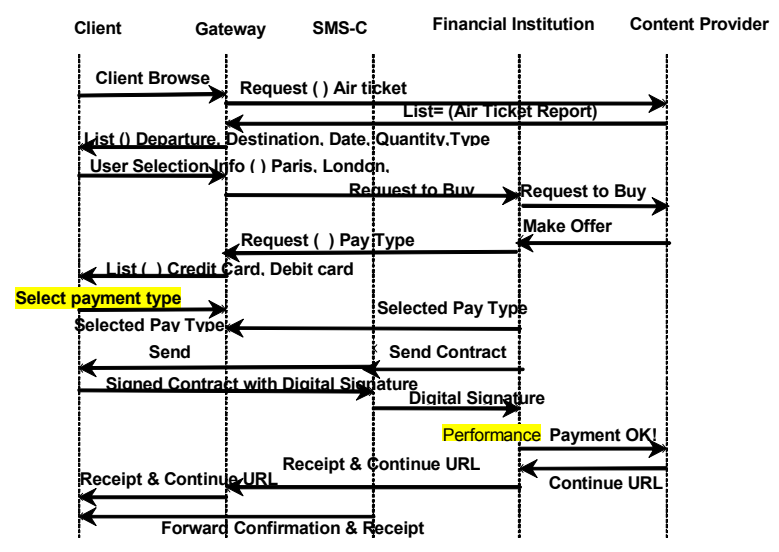 Client Gateway SMS-C Financial Institution Content Provider
Client Browse
Request ( ) Air ticket
List= (Air Ticket Report)
List () Departure, Destination, Date, Quantity,Type
User Selection Info ( ) Paris, London,
Request to Buy
Request to Buy
Make Offer
Request ( ) Pay Type
List ( ) Credit Card, Debit card
Select payment type
Selected Pay Type
Selected Pay Type
Send
Send Contract
Signed Contract with Digital Signature
Digital Signature
Performance Payment OK!
Receipt & Continue URL
Receipt & Continue URL
Continue URL
Forward Confirmation & Receipt